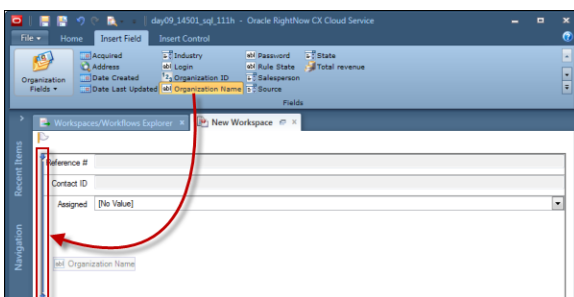 day09_14501_sql_111h - Oracle RightNow CX Cloud Service
File Home Insert Field Insert Control
Acquired Industry Password State
Address Login Rule State Total revenue
Organization Fields Date Created Organization ID Salesperson
Date Last Updated Organization Name Source
Fields
Workspaces/Workflows Explorer New Workspace
Recent Items
Navigation
Reference #
Contact ID
Assigned [No Value]
Organization Name